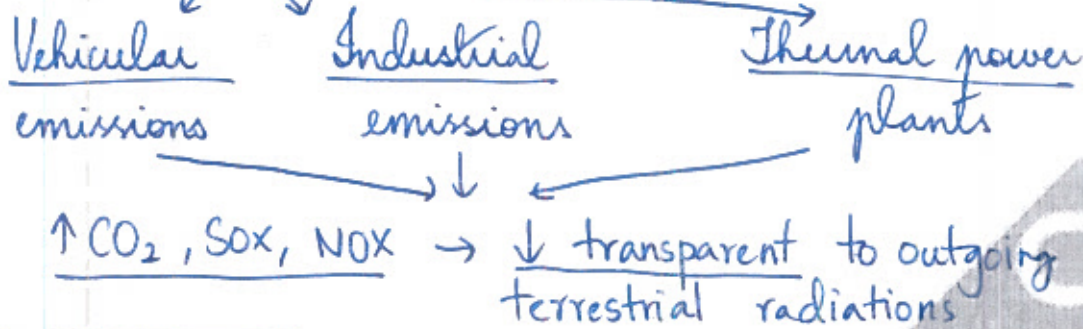 Vehicular Industrial Thermal power
emissions emissions plants
↑ CO₂, SOX, NOX → ↓ transparent to outgoing
terrestrial radiations